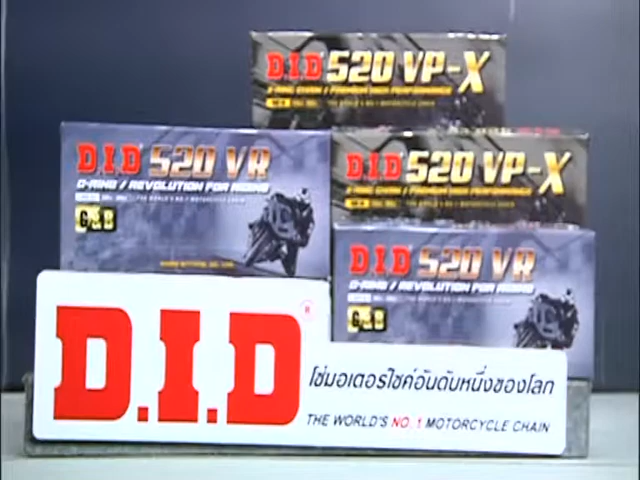 D.I.D 520 VP-X
D.I.D 520 VR
O-RING / REVOLUTION FOR RIDING
G&B
D.I.D 520 VP-X
D.I.D 520 VR
O-RING / REVOLUTION FOR RIDING
G&B
D.I.D ®
โซ่มอเตอร์ไซค์อันดับหนึ่งของโลก
THE WORLD'S NO. 1 MOTORCYCLE CHAIN